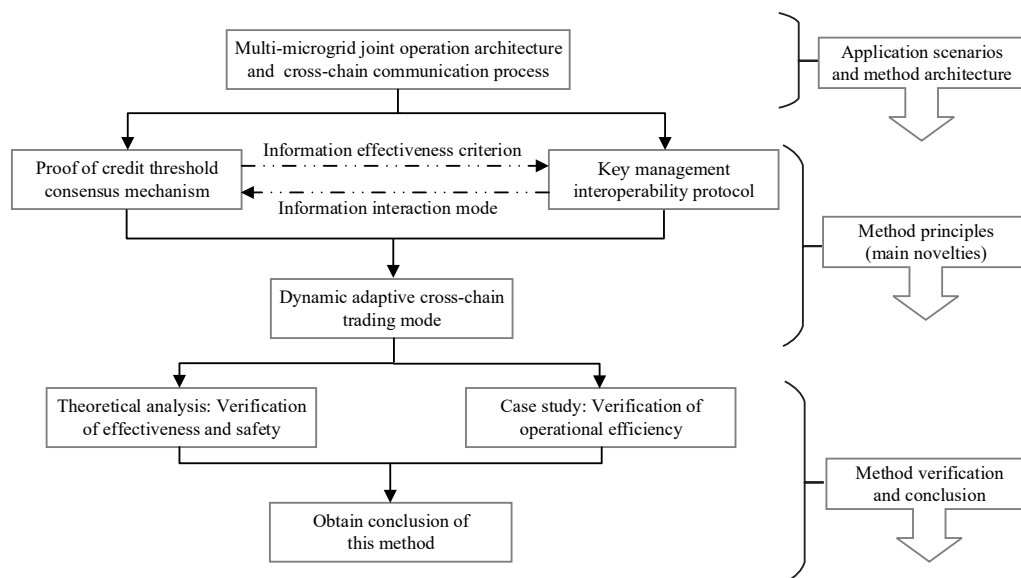 Multi-microgrid joint operation architecture
and cross-chain communication process
Application scenarios
and method architecture
Proof of credit threshold
consensus mechanism
Information effectiveness criterion
Information interaction mode
Key management
interoperability protocol
Method principles
(main novelties)
Dynamic adaptive cross-chain
trading mode
Theoretical analysis: Verification
of effectiveness and safety
Case study: Verification of
operational efficiency
Method verification
and conclusion
Obtain conclusion of
this method